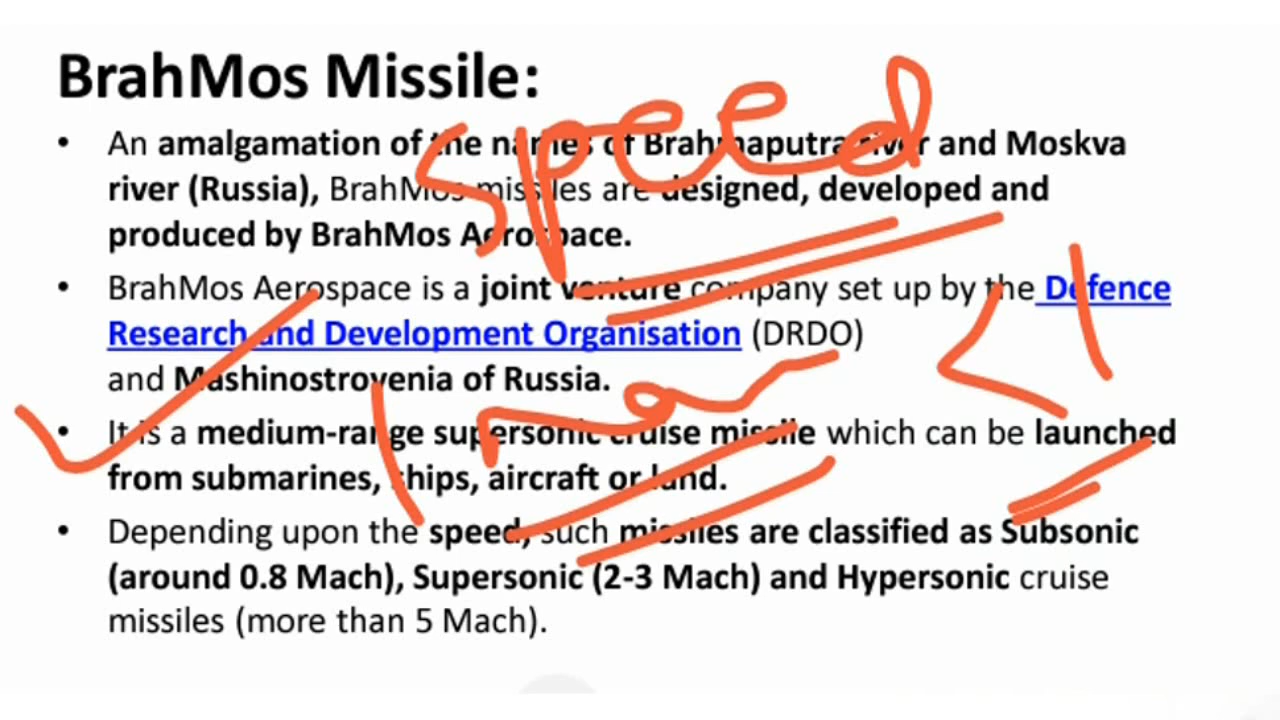 BrahMos Missile:
• An amalgamation of the names of Brahmaputra river and Moskva
river (Russia), BrahMos missiles are designed, developed and
produced by BrahMos Aerospace.
• BrahMos Aerospace is a joint venture company set up by the Defence
Research and Development Organisation (DRDO)
and Mashinostroyenia of Russia.
• It is a medium-range supersonic cruise missile which can be launched
from submarines, ships, aircraft or land.
• Depending upon the speed, such missiles are classified as Subsonic
(around 0.8 Mach), Supersonic (2-3 Mach) and Hypersonic cruise
missiles (more than 5 Mach).
speed
<1